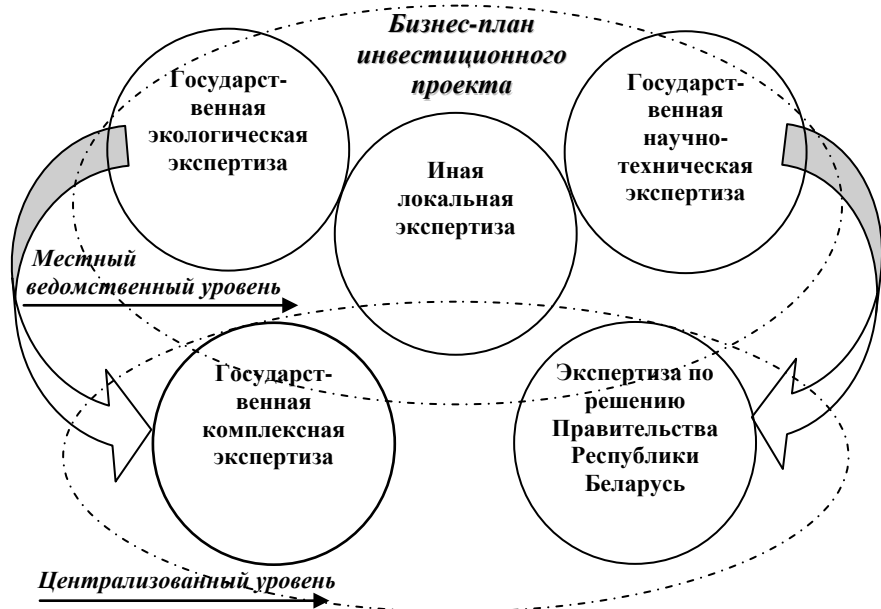 Бизнес-план
инвестиционного
проекта
Государст-
венная
экологическая
экспертиза
Иная
локальная
экспертиза
Государст-
венная
научно-
техническая
экспертиза
Местный
ведомственный уровень
Государст-
венная
комплексная
экспертиза
Экспертиза по
решению
Правительства
Республики
Беларусь
Централизованный уровень